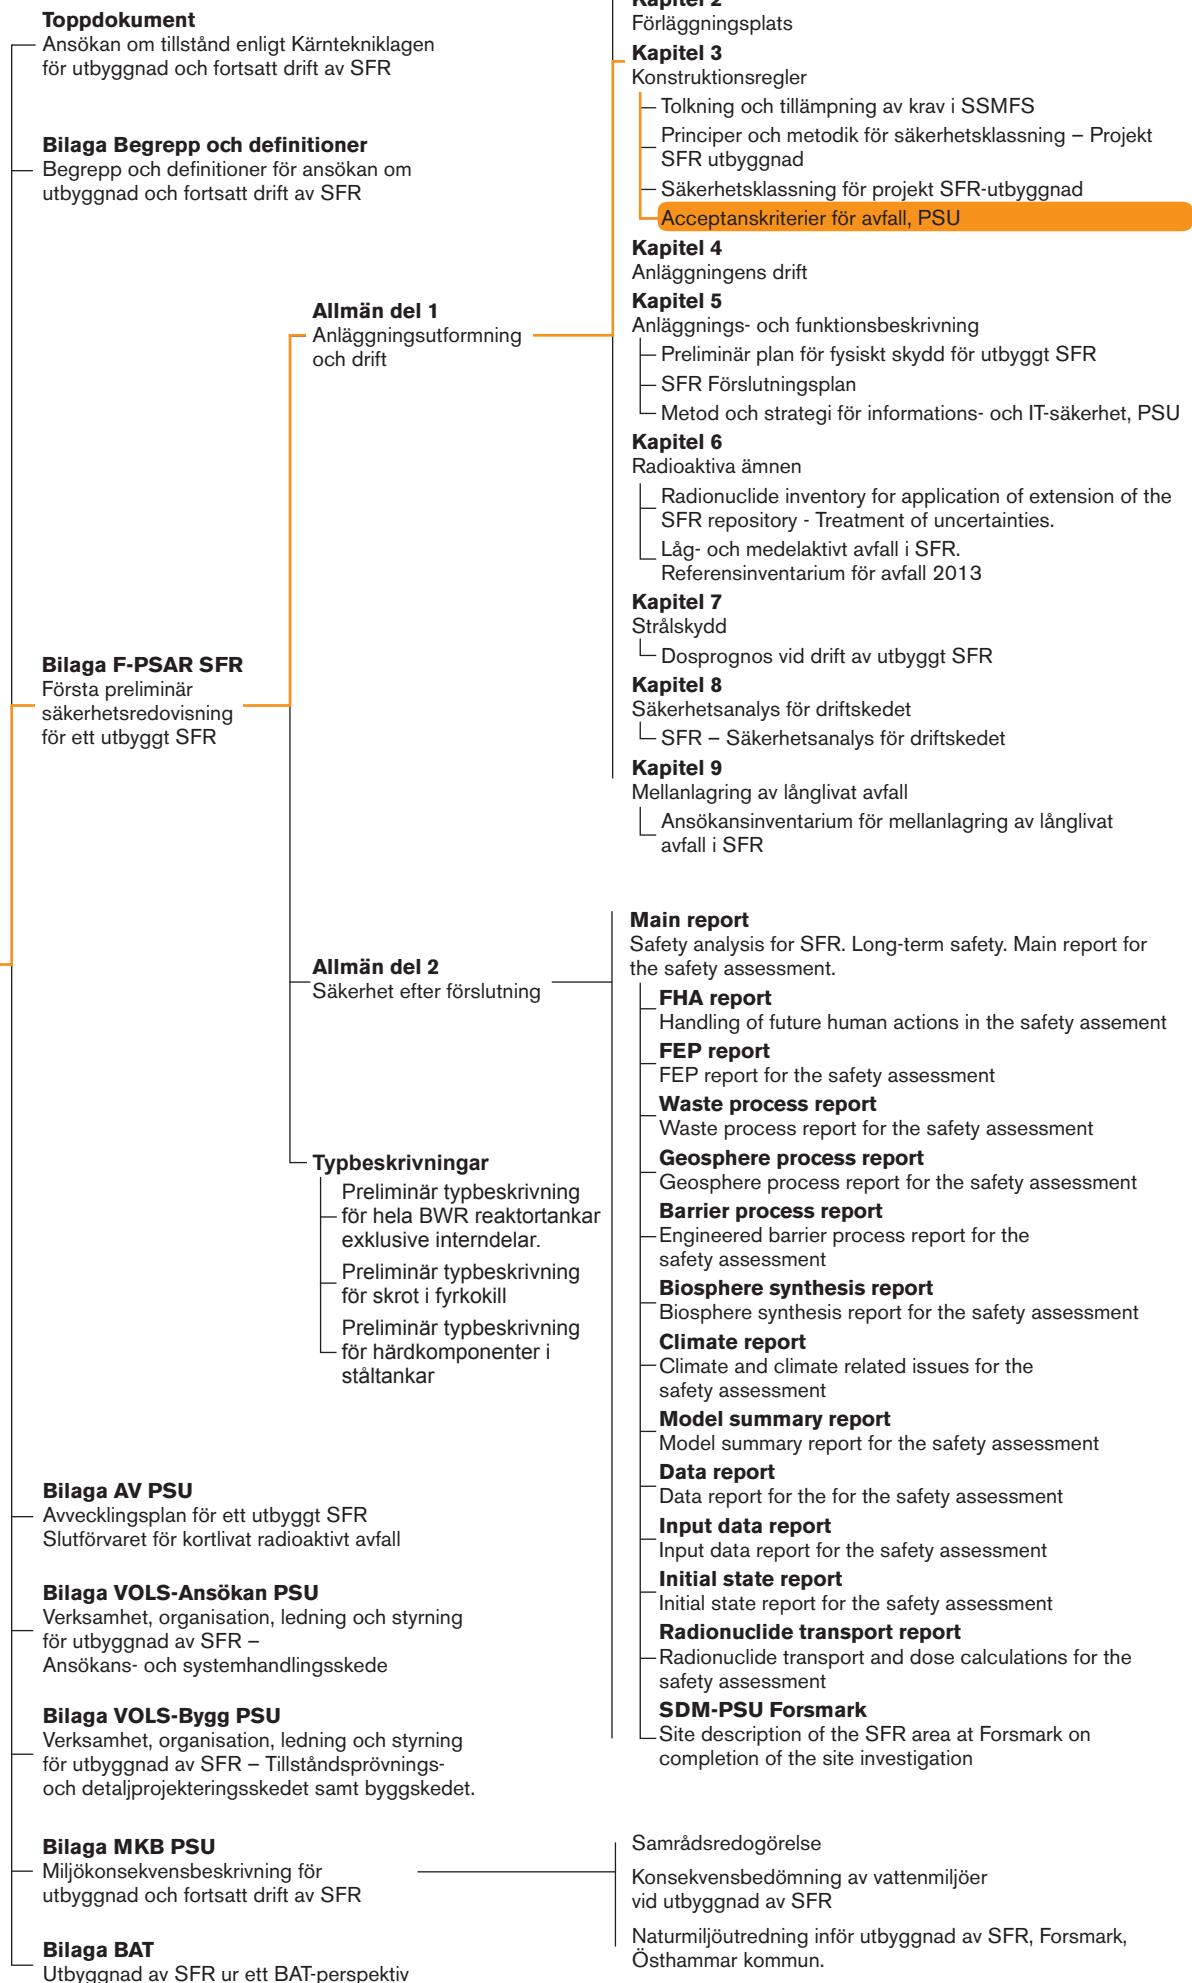 Toppdokument
Ansökan om tillstånd enligt Kärntekniklagen
för utbyggnad och fortsatt drift av SFR
Bilaga Begrepp och definitioner
Begrepp och definitioner för ansökan om
utbyggnad och fortsatt drift av SFR
Bilaga F-PSAR SFR
Första preliminär
säkerhetsredovisning
för ett utbyggt SFR
Allmän del 1
Anläggningsutformning
och drift
Kapitel 2
Förläggningsplats
Kapitel 3
Konstruktionsregler
Tolkning och tillämpning av krav i SSMFS
Principer och metodik för säkerhetsklassning – Projekt
SFR utbyggnad
Säkerhetsklassning för projekt SFR-utbyggnad
Acceptanskriterier för avfall, PSU
Kapitel 4
Anläggningens drift
Kapitel 5
Anläggnings- och funktionsbeskrivning
Preliminär plan för fysiskt skydd för utbyggt SFR
SFR Förslutningsplan
Metod och strategi för informations- och IT-säkerhet, PSU
Kapitel 6
Radioaktiva ämnen
Radionuclide inventory for application of extension of the
SFR repository - Treatment of uncertainties.
Låg- och medelaktivt avfall i SFR.
Referensinventarium för avfall 2013
Kapitel 7
Strålskydd
Dosprognos vid drift av utbyggt SFR
Kapitel 8
Säkerhetsanalys för driftskedet
SFR – Säkerhetsanalys för driftskedet
Kapitel 9
Mellanlagring av långlivat avfall
Ansökansinventarium för mellanlagring av långlivat
avfall i SFR
Allmän del 2
Säkerhet efter förslutning
Main report
Safety analysis for SFR. Long-term safety. Main report for
the safety assessment.
FHA report
Handling of future human actions in the safety assement
FEP report
FEP report for the safety assessment
Waste process report
Waste process report for the safety assessment
Geosphere process report
Geosphere process report for the safety assessment
Barrier process report
Engineered barrier process report for the
safety assessment
Biosphere synthesis report
Biosphere synthesis report for the safety assessment
Climate report
Climate and climate related issues for the
safety assessment
Model summary report
Model summary report for the safety assessment
Data report
Data report for the for the safety assessment
Input data report
Input data report for the safety assessment
Initial state report
Initial state report for the safety assessment
Radionuclide transport report
Radionuclide transport and dose calculations for the
safety assessment
SDM-PSU Forsmark
Site description of the SFR area at Forsmark on
completion of the site investigation
Typbeskrivningar
Preliminär typbeskrivning
för hela BWR reaktortankar
exklusive interndelar.
Preliminär typbeskrivning
för skrot i fyrkokill
Preliminär typbeskrivning
för härdkomponenter i
ståltankar
Bilaga AV PSU
Avvecklingsplan för ett utbyggt SFR
Slutförvaret för kortlivat radioaktivt avfall
Bilaga VOLS-Ansökan PSU
Verksamhet, organisation, ledning och styrning
för utbyggnad av SFR –
Ansökans- och systemhandlingsskede
Bilaga VOLS-Bygg PSU
Verksamhet, organisation, ledning och styrning
för utbyggnad av SFR – Tillståndsprövnings-
och detaljprojekteringsskedet samt byggskedet.
Bilaga MKB PSU
Miljökonsekvensbeskrivning för
utbyggnad och fortsatt drift av SFR
Samrådsredogörelse
Konsekvensbedömning av vattenmiljöer
vid utbyggnad av SFR
Naturmiljöutredning inför utbyggnad av SFR, Forsmark,
Östhammar kommun.
Bilaga BAT
Utbyggnad av SFR ur ett BAT-perspektiv